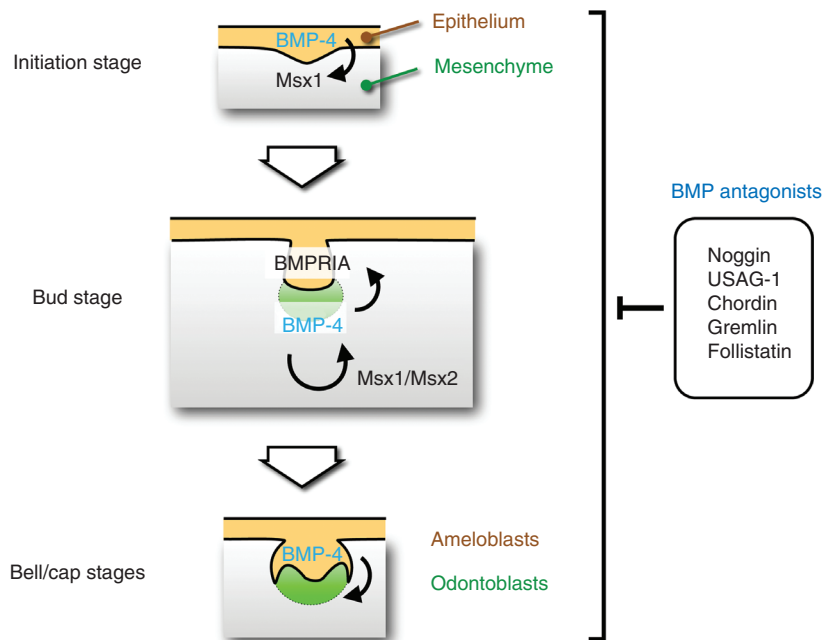 Initiation stage
BMP-4
Msx1
Epithelium
Mesenchyme
Bud stage
BMPRIA
BMP-4
Msx1/Msx2
Bell/cap stages
BMP-4
Ameloblasts
Odontoblasts
BMP antagonists
Noggin
USAG-1
Chordin
Gremlin
Follistatin